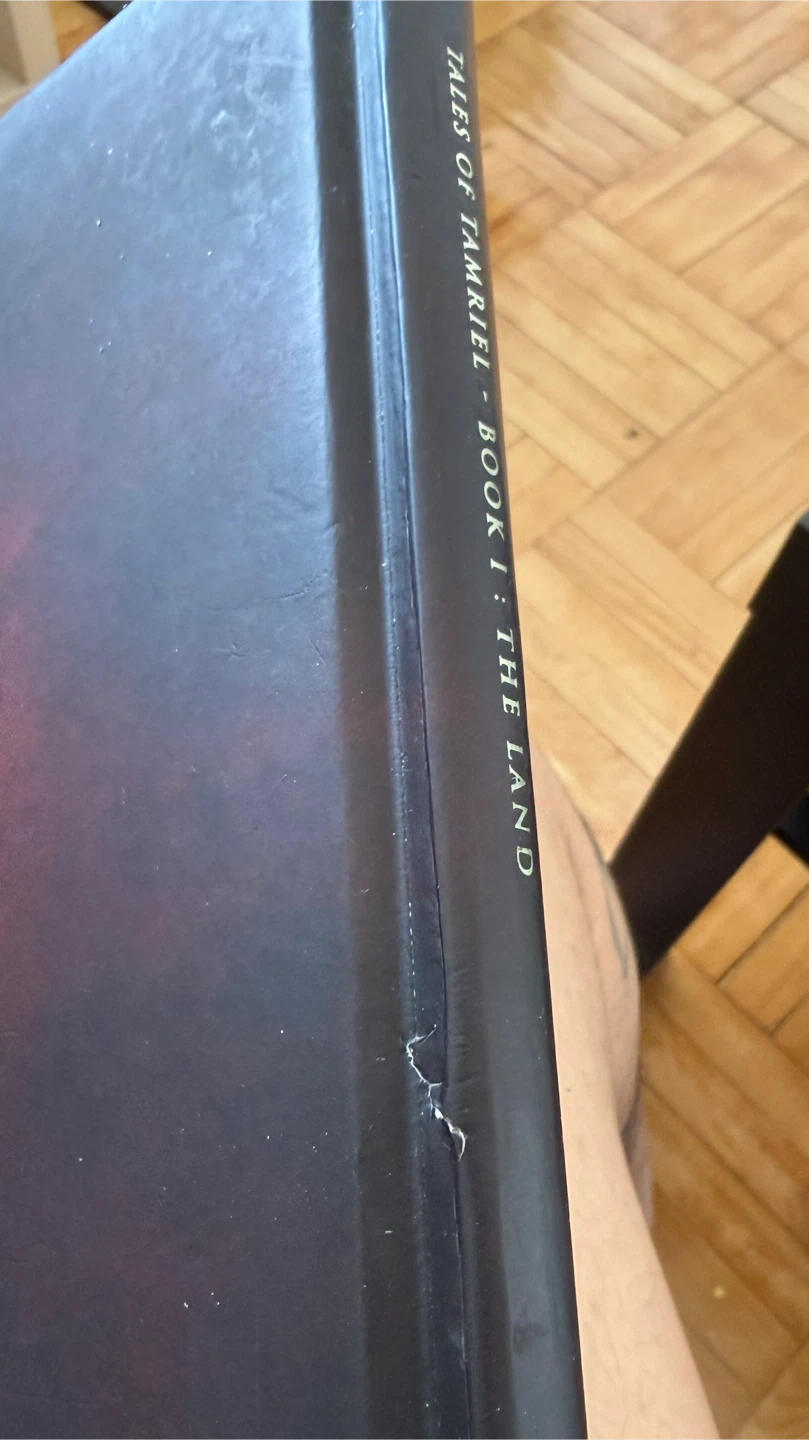 TALES OF TAMRIEL - BOOK I : THE LAND